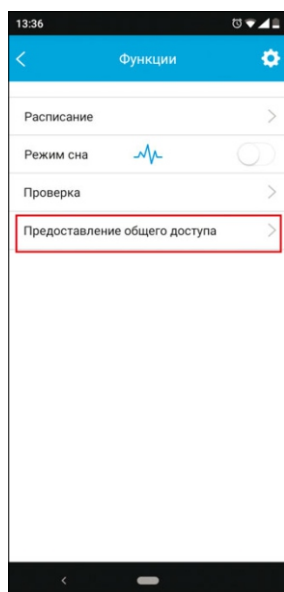 13:36
Функции
Расписание
Режим сна
Проверка
Предоставление общего доступа